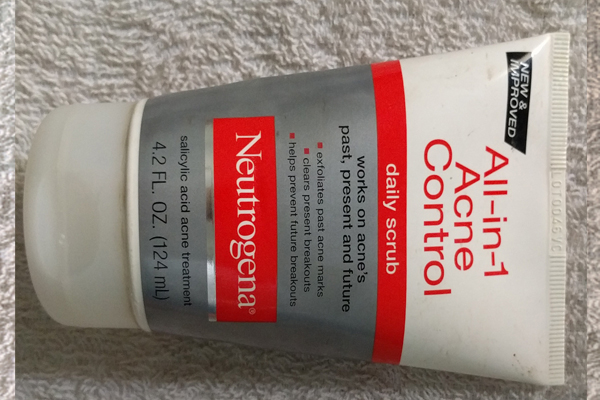 NEW &
IMPROVED
All-in-1
Acne
Control
daily scrub
works on acne's
past, present and future
exfoliates past acne marks
clears present breakouts
helps prevent future breakouts
Neutrogena®
salicylic acid acne treatment
4.2 FL. OZ. (124 mL)